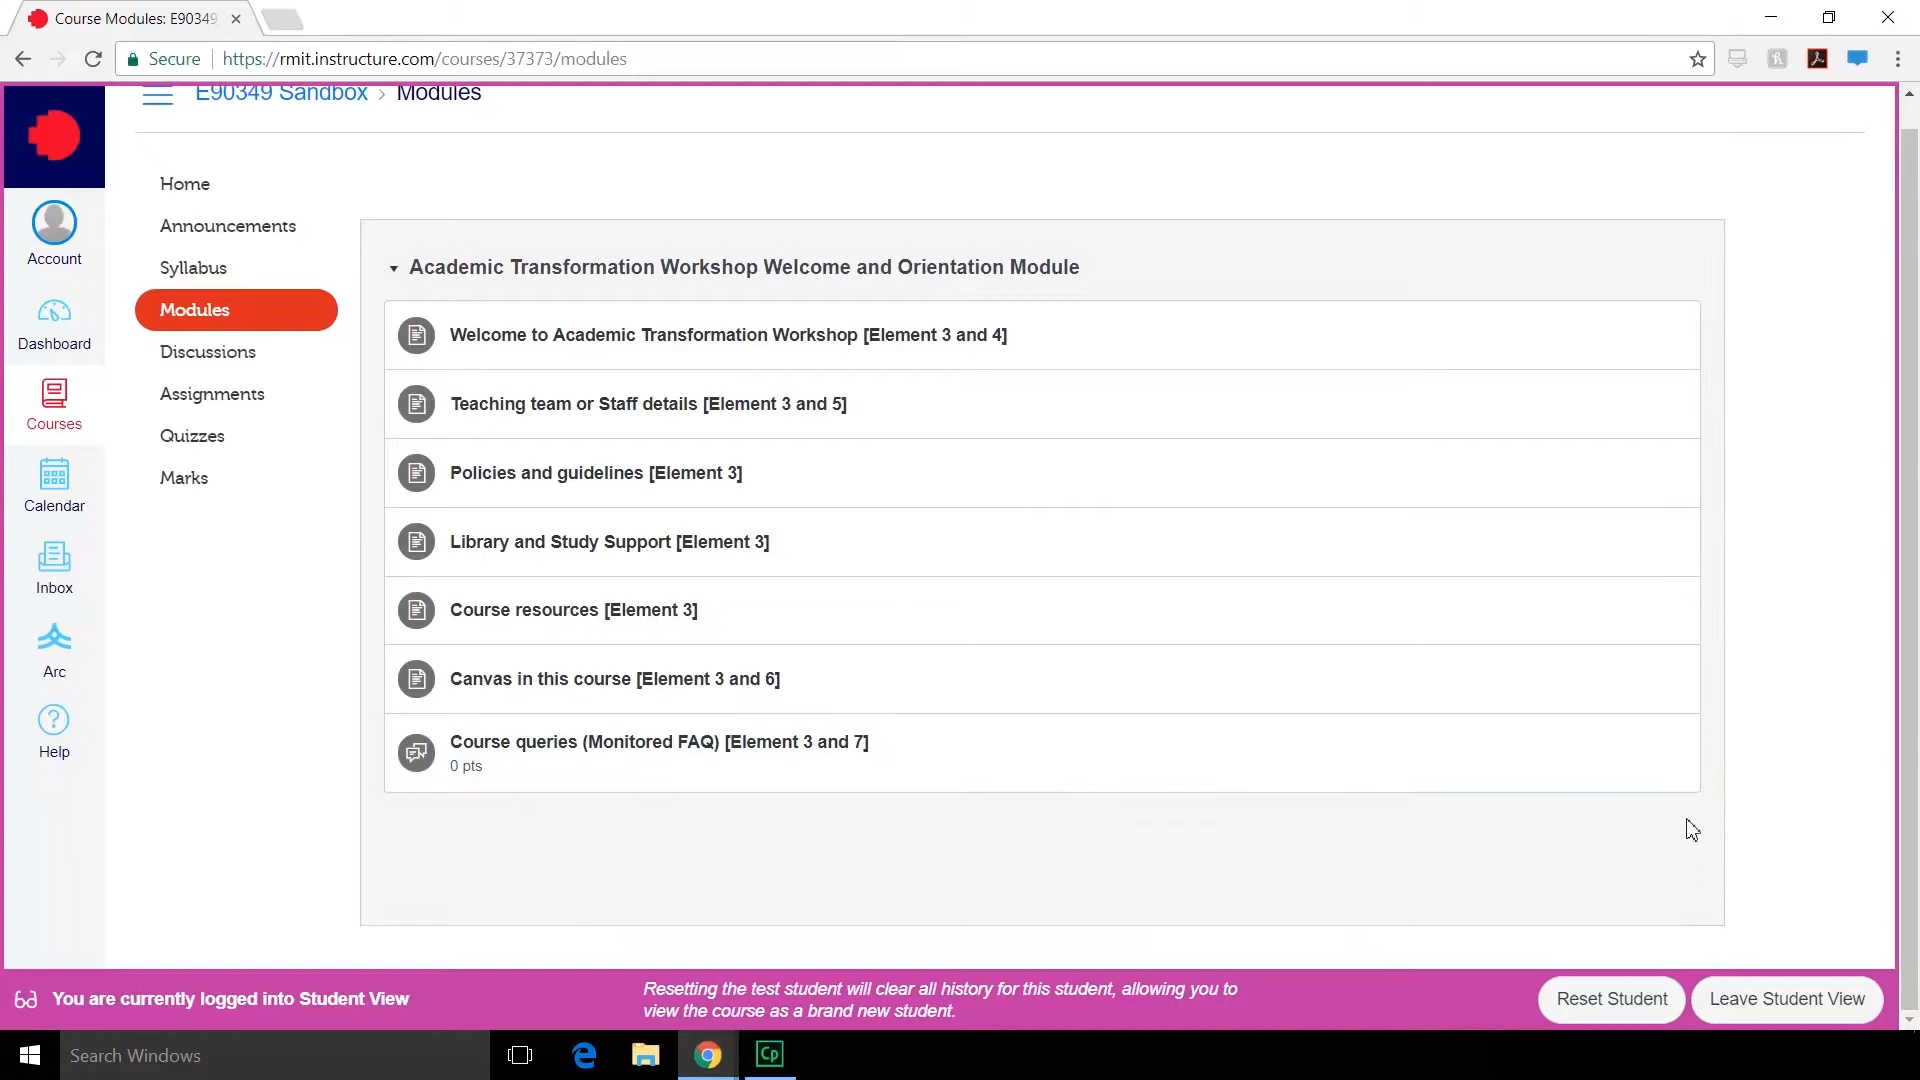 Course Modules: E90349
Secure
https://rmit.instructure.com/courses/37373/modules
E90349 Sandbox > Modules
Account
Dashboard
Courses
Calendar
Inbox
Arc
Help
Home
Announcements
Syllabus
Modules
Discussions
Assignments
Quizzes
Marks
Academic Transformation Workshop Welcome and Orientation Module
Welcome to Academic Transformation Workshop [Element 3 and 4]
Teaching team or Staff details [Element 3 and 5]
Policies and guidelines [Element 3]
Library and Study Support [Element 3]
Course resources [Element 3]
Canvas in this course [Element 3 and 6]
Course queries (Monitored FAQ) [Element 3 and 7]
0 pts
You are currently logged into Student View
Resetting the test student will clear all history for this student, allowing you to
view the course as a brand new student.
Reset Student
Leave Student View
Search Windows
Cp